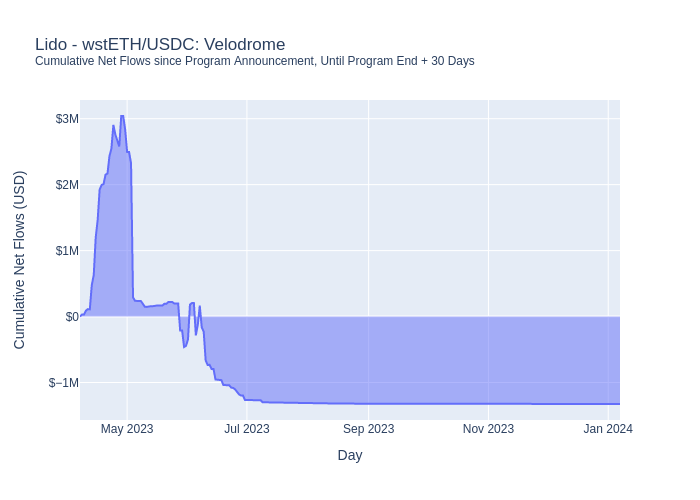 Lido - wstETH/USDC: Velodrome
Cumulative Net Flows since Program Announcement, Until Program End + 30 Days
$3M
$2M
$1M
$0
$−1M
Cumulative Net Flows (USD)
May 2023
Jul 2023
Sep 2023
Nov 2023
Jan 2024
Day